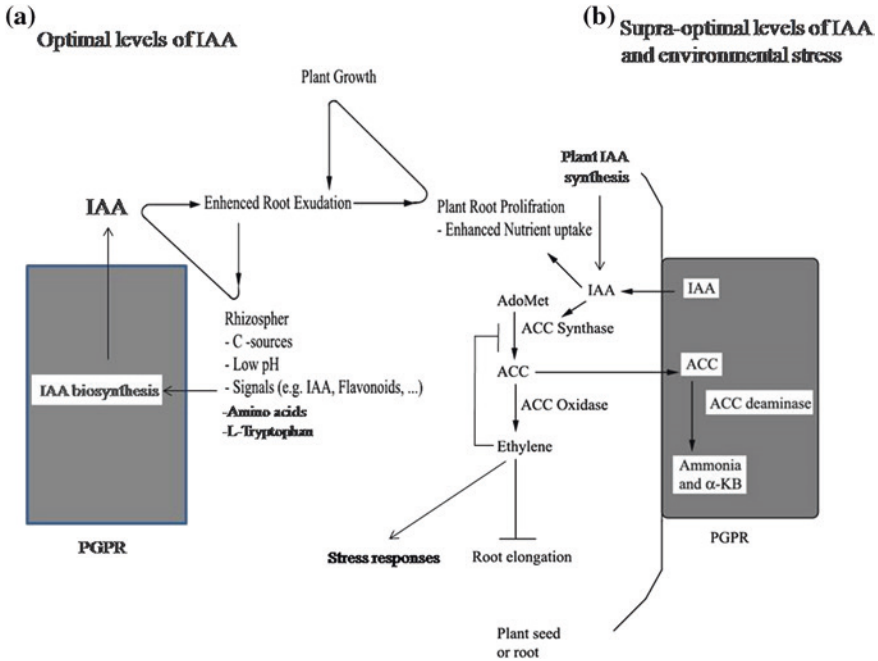 (a)
Optimal levels of IAA
Plant Growth
IAA
Enhenced Root Exudation
Rhizospher
- C -sources
- Low pH
- Signals (e.g. IAA, Flavonoids, ...)
-Amino acids
-L-Tryptophan
IAA biosynthesis
PGPR
(b)
Supra-optimal levels of IAA
and environmental stress
Plant IAA
synthesis
Plant Root Prolifration
- Enhanced Nutrient uptake
IAA
IAA
AdoMet
ACC Synthase
ACC
ACC
ACC deaminase
ACC Oxidase
Ethylene
Ammonia
and α-KB
PGPR
Stress responses
Root elongation
Plant seed
or root